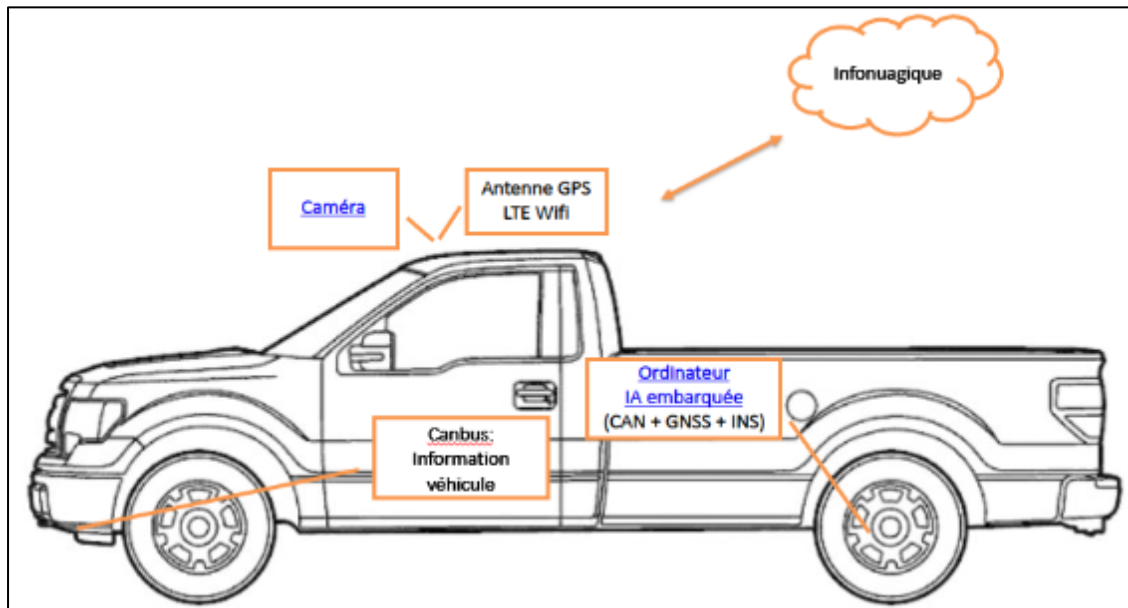 Infonuagique
Caméra
Antenne GPS
LTE Wifi
Ordinateur
IA embarquée
(CAN + GNSS + INS)
Canbus:
Information
véhicule